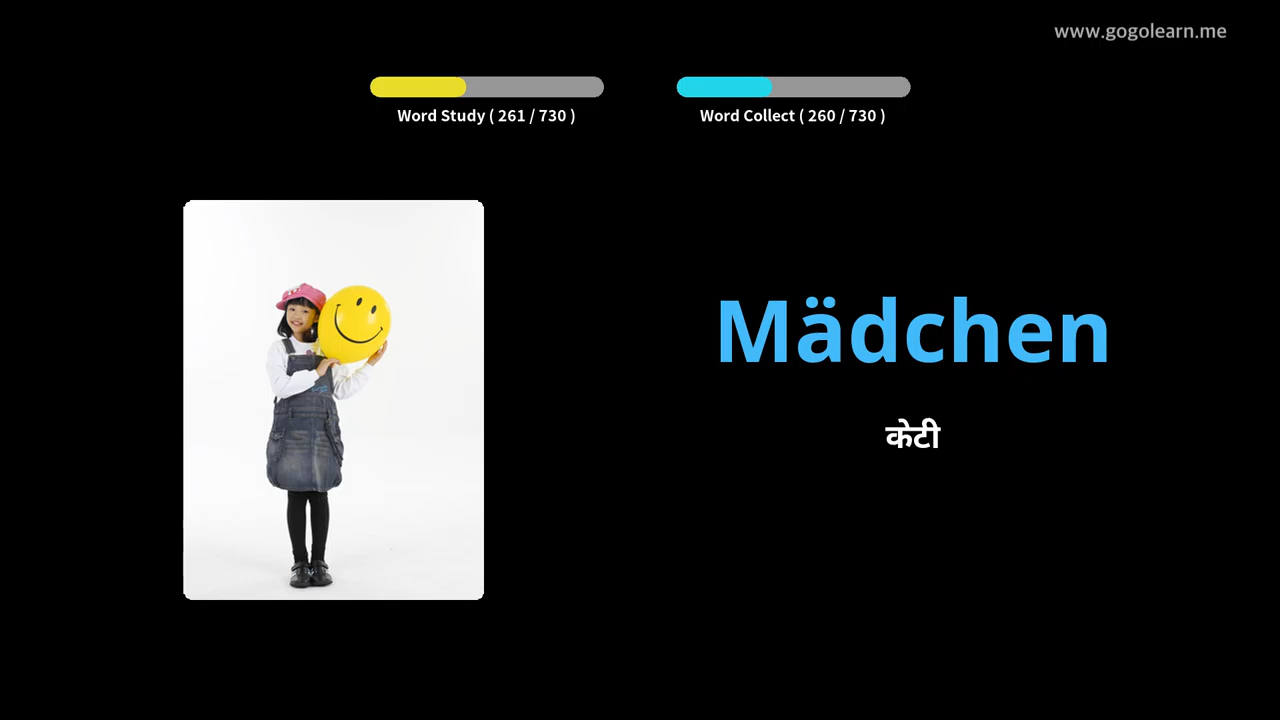 www.gogolearn.me
Word Study ( 261 / 730 )
Word Collect ( 260 / 730 )
Mädchen
केटी